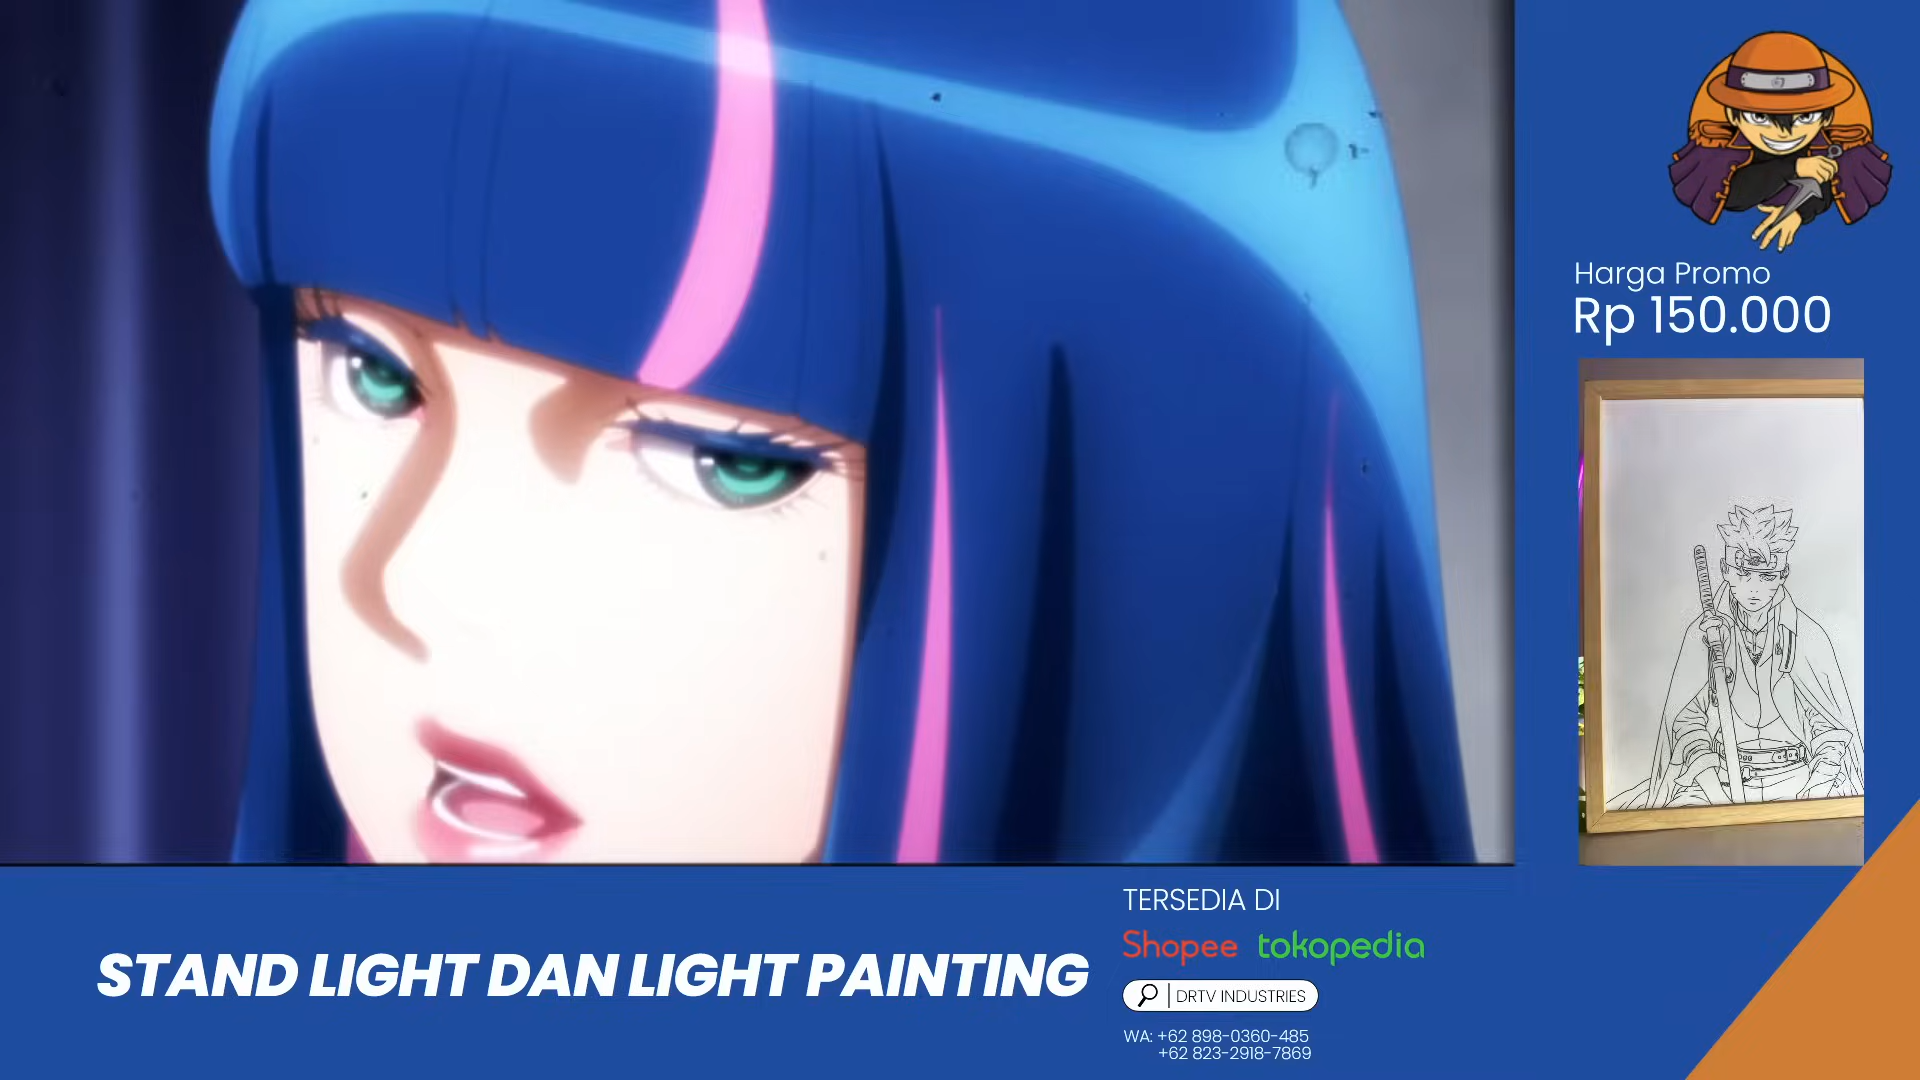 Harga Promo
Rp 150.000
STAND LIGHT DAN LIGHT PAINTING
TERSEDIA DI
Shopee tokopedia
DRTV INDUSTRIES
WA: +62 898-0360-485
+62 823-2918-7869